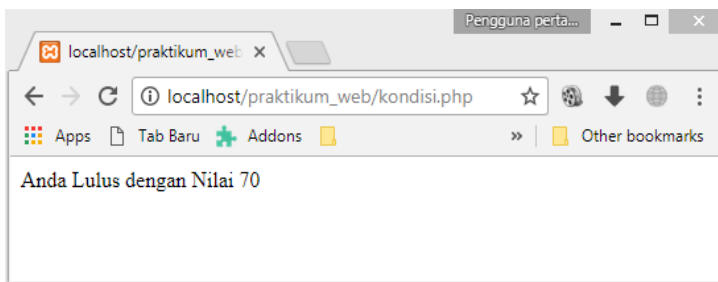 Pengguna perta...
localhost/praktikum_web
localhost/praktikum_web/kondisi.php
Apps Tab Baru Addons » Other bookmarks
Anda Lulus dengan Nilai 70